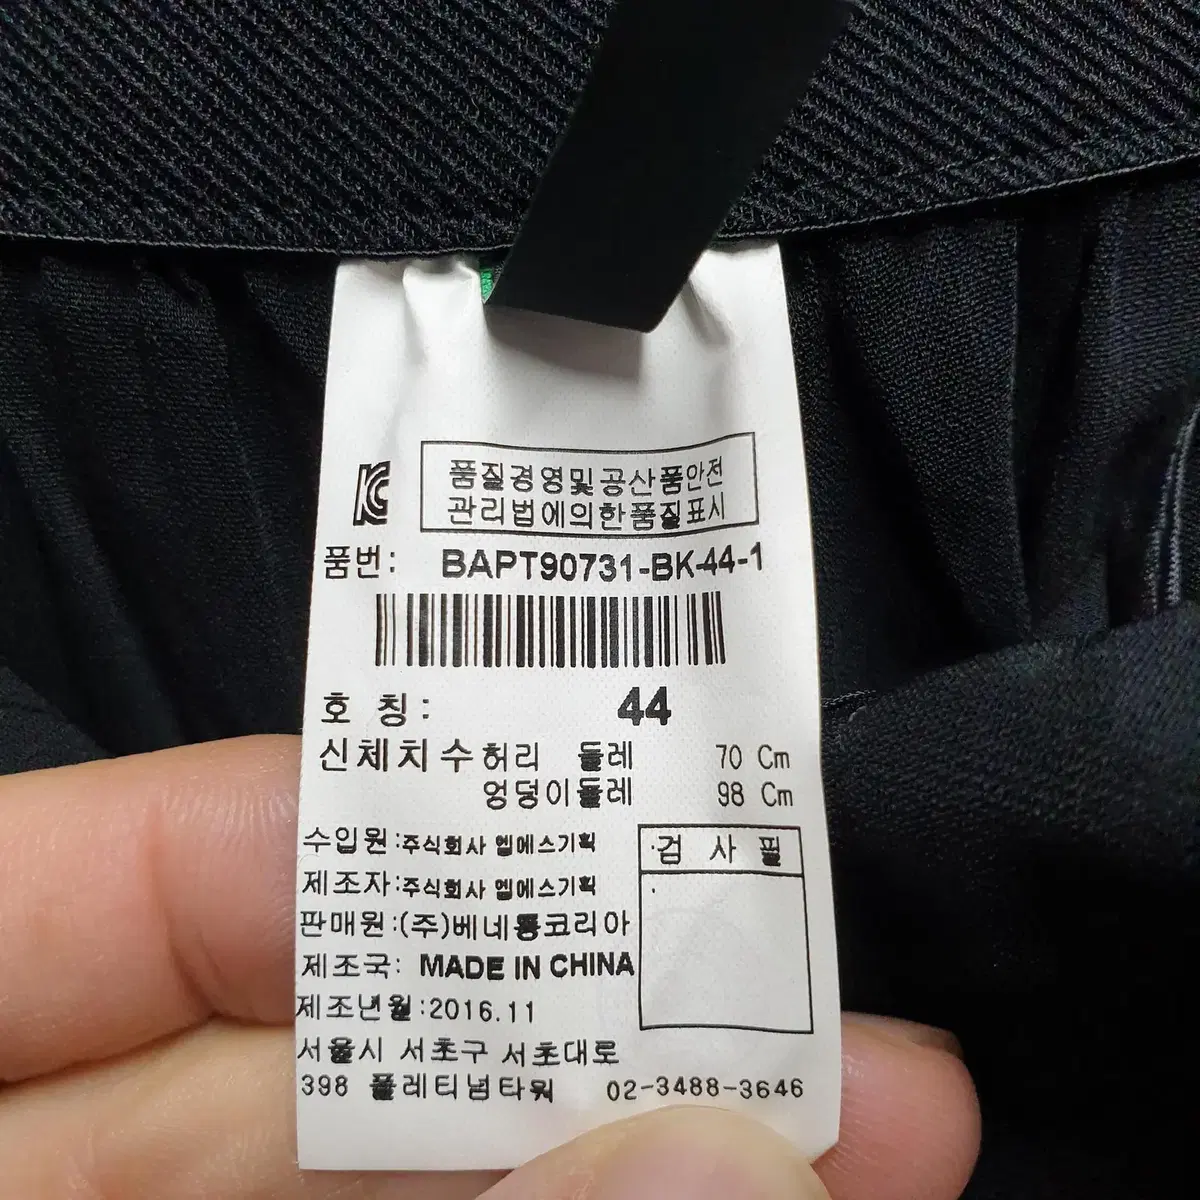 품질경영및공산품안전
관리법에의한품질표시
품번: BAPT90731-BK-44-1
호 칭: 44
신체치수 허리 둘레 70 Cm
엉덩이둘레 98 Cm
수입원:주식회사 엘에스기획
제조자:주식회사 엘에스기획
검 사 필
판매원:(주)베네통코리아
제조국: MADE IN CHINA
제조년월:2016.11
서울시 서초구 서초대로
398 플레티넘타워 02-3488-3646